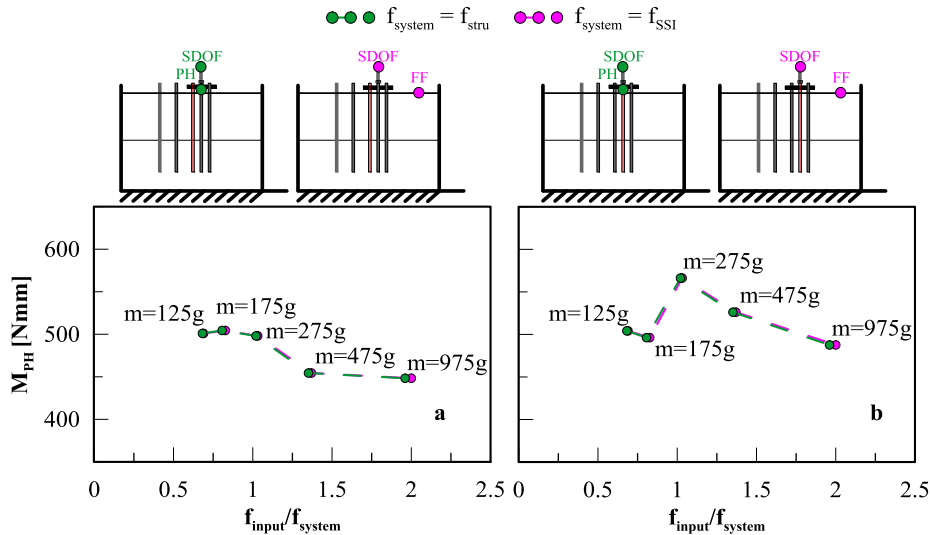 f_system = f_stru f_system = f_SSI
SDOF SDOF SDOF SDOF
PH FF PH FF
600
m=275g
m=125g m=175g m=475g
m=275g m=125g
500
m=475g m=975g m=175g m=975g
M_PH [Nmm]
400
a b
0 0.5 1 1.5 2 2.5 0 0.5 1 1.5 2 2.5
f_input/f_system f_input/f_system